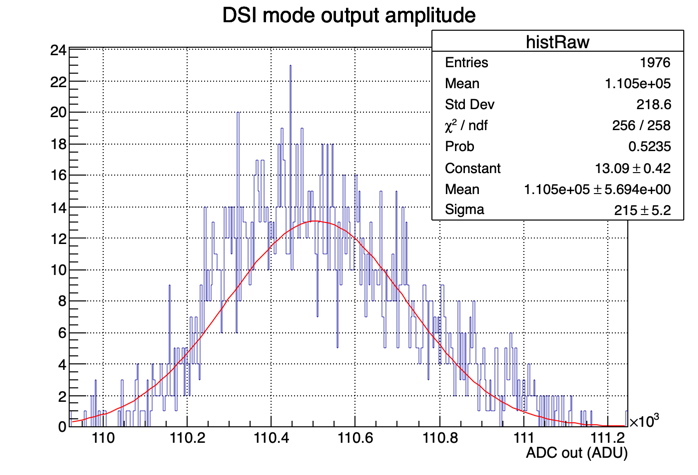 DSI mode output amplitude
histRaw
Entries 1976
Mean 1.105e+05
Std Dev 218.6
χ² / ndf 256 / 258
Prob 0.5235
Constant 13.09 ± 0.42
Mean 1.105e+05 ± 5.694e+00
Sigma 215 ± 5.2
24
22
20
18
16
14
12
10
8
6
4
2
0
110 110.2 110.4 110.6 110.8 111 111.2
×10³
ADC out (ADU)